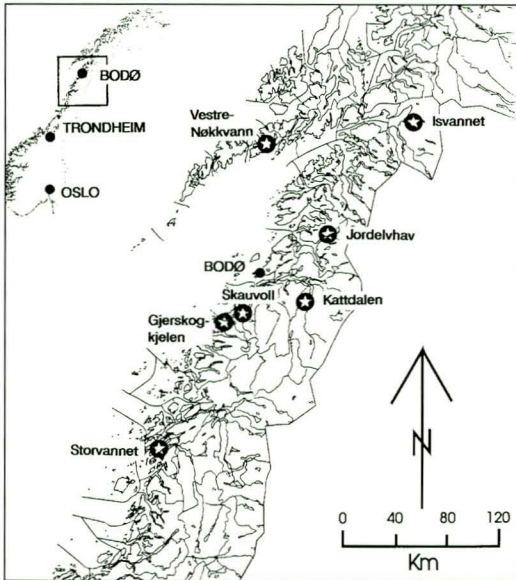 BODØ
TRONDHEIM
OSLO
Vestre-
Nøkkvann
Isvannet
Jordelvhav
BODØ
Skauvoll
Kattdalen
Gjerskog-
kjelen
Storvannet
N
0 40 80 120
Km